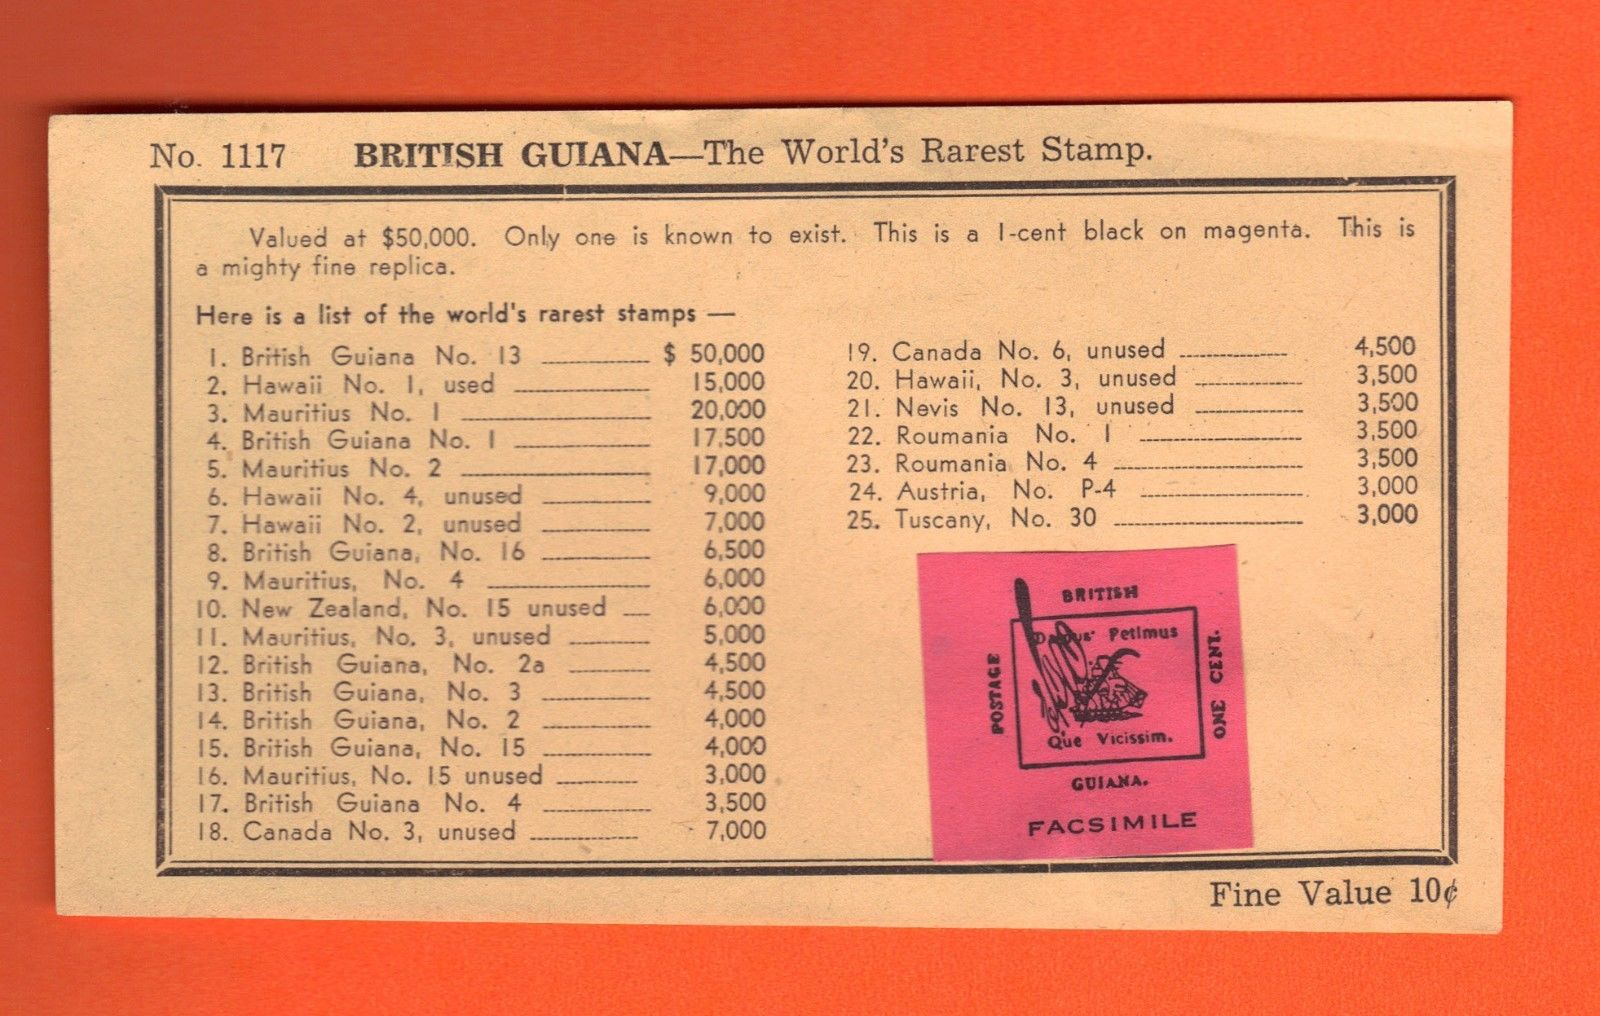 No. 1117 BRITISH GUIANA—The World's Rarest Stamp.
Valued at $50,000. Only one is known to exist. This is a 1-cent black on magenta. This is
a mighty fine replica.
Here is a list of the world's rarest stamps —
1. British Guiana No. 13 $ 50,000
2. Hawaii No. 1, used 15,000
3. Mauritius No. 1 20,000
4. British Guiana No. 1 17,500
5. Mauritius No. 2 17,000
6. Hawaii No. 4, unused 9,000
7. Hawaii No. 2, unused 7,000
8. British Guiana, No. 16 6,500
9. Mauritius, No. 4 6,000
10. New Zealand, No. 15 unused 6,000
11. Mauritius, No. 3, unused 5,000
12. British Guiana, No. 2a 4,500
13. British Guiana, No. 3 4,500
14. British Guiana, No. 2 4,000
15. British Guiana, No. 15 4,000
16. Mauritius, No. 15 unused 3,000
17. British Guiana No. 4 3,500
18. Canada No. 3, unused 7,000
19. Canada No. 6, unused 4,500
20. Hawaii, No. 3, unused 3,500
21. Nevis No. 13, unused 3,500
22. Roumania No. 1 3,500
23. Roumania No. 4 3,500
24. Austria, No. P-4 3,000
25. Tuscany, No. 30 3,000
BRITISH
Damus Petimus
POSTAGE
ONE CENT.
Que Vicissim.
GUIANA.
FACSIMILE
Fine Value 10¢